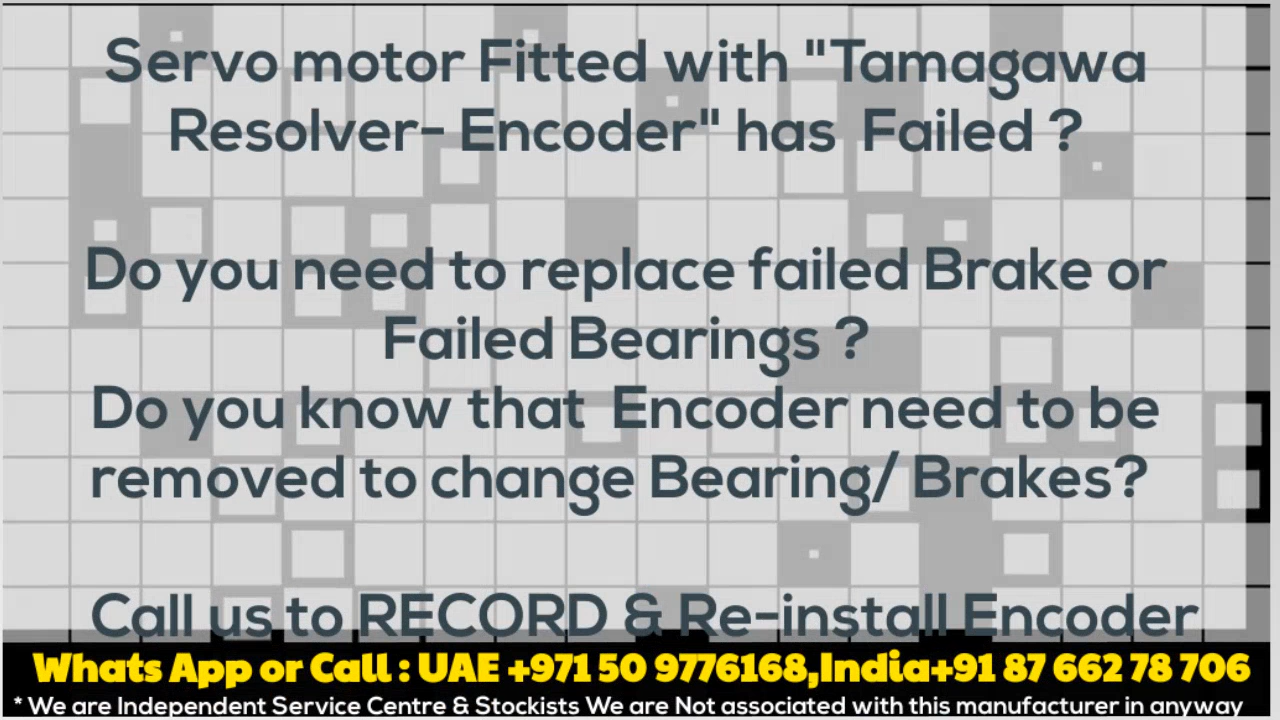 Servo motor Fitted with "Tamagawa
Resolver- Encoder" has Failed ?
Do you need to replace failed Brake or
Failed Bearings ?
Do you know that Encoder need to be
removed to change Bearing/ Brakes?
Call us to RECORD & Re-install Encoder
Whats App or Call : UAE +971 50 9776168,India+91 87 662 78 706
* We are Independent Service Centre & Stockists We are Not associated with this manufacturer in anyway